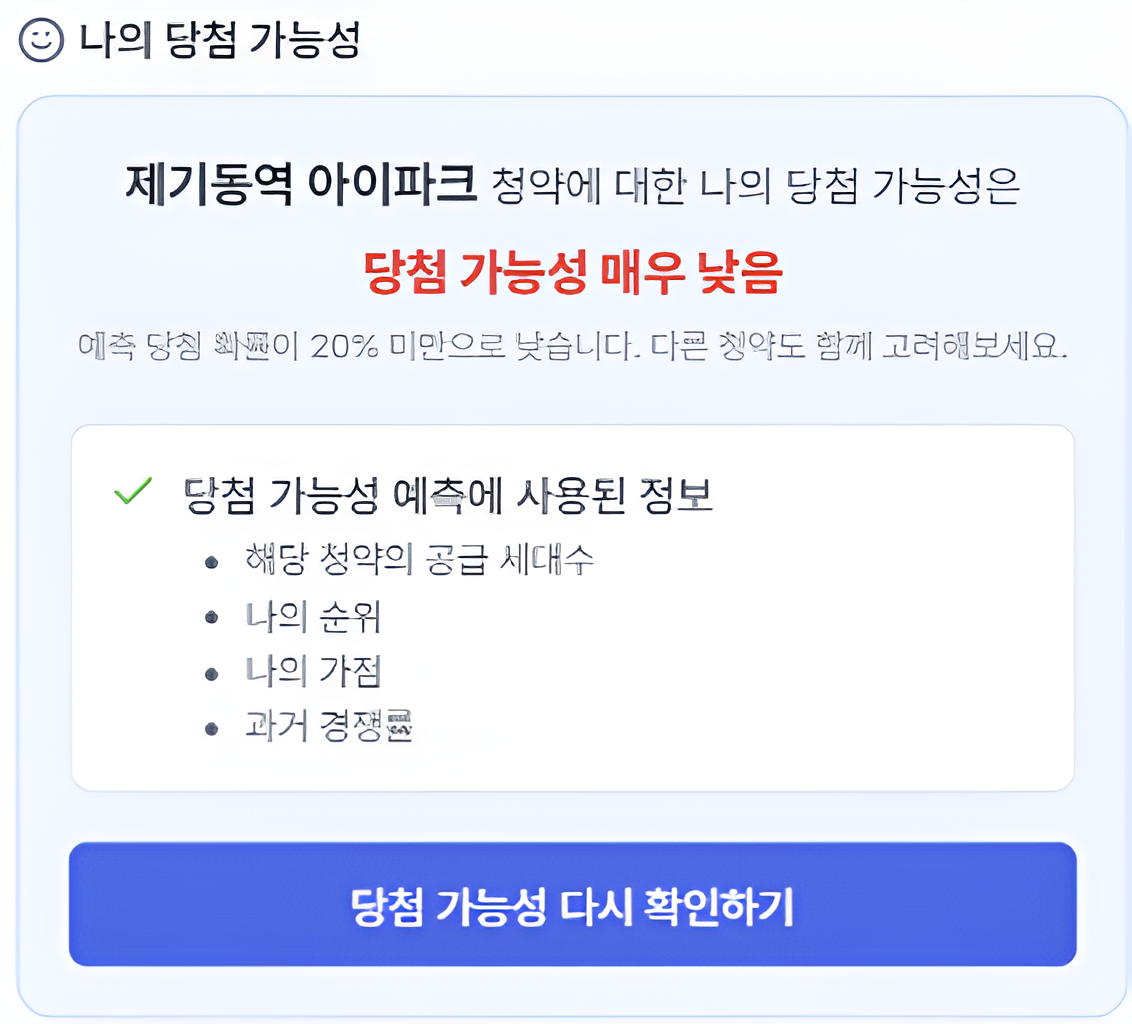 나의 당첨 가능성
제기동역 아이파크 청약에 대한 나의 당첨 가능성은
당첨 가능성 매우 낮음
예측 당첨 확률이 20% 미만으로 낮습니다. 다른 청약도 함께 고려해보세요.
당첨 가능성 예측에 사용된 정보
해당 청약의 공급 세대수
나의 순위
나의 가점
과거 경쟁률
당첨 가능성 다시 확인하기